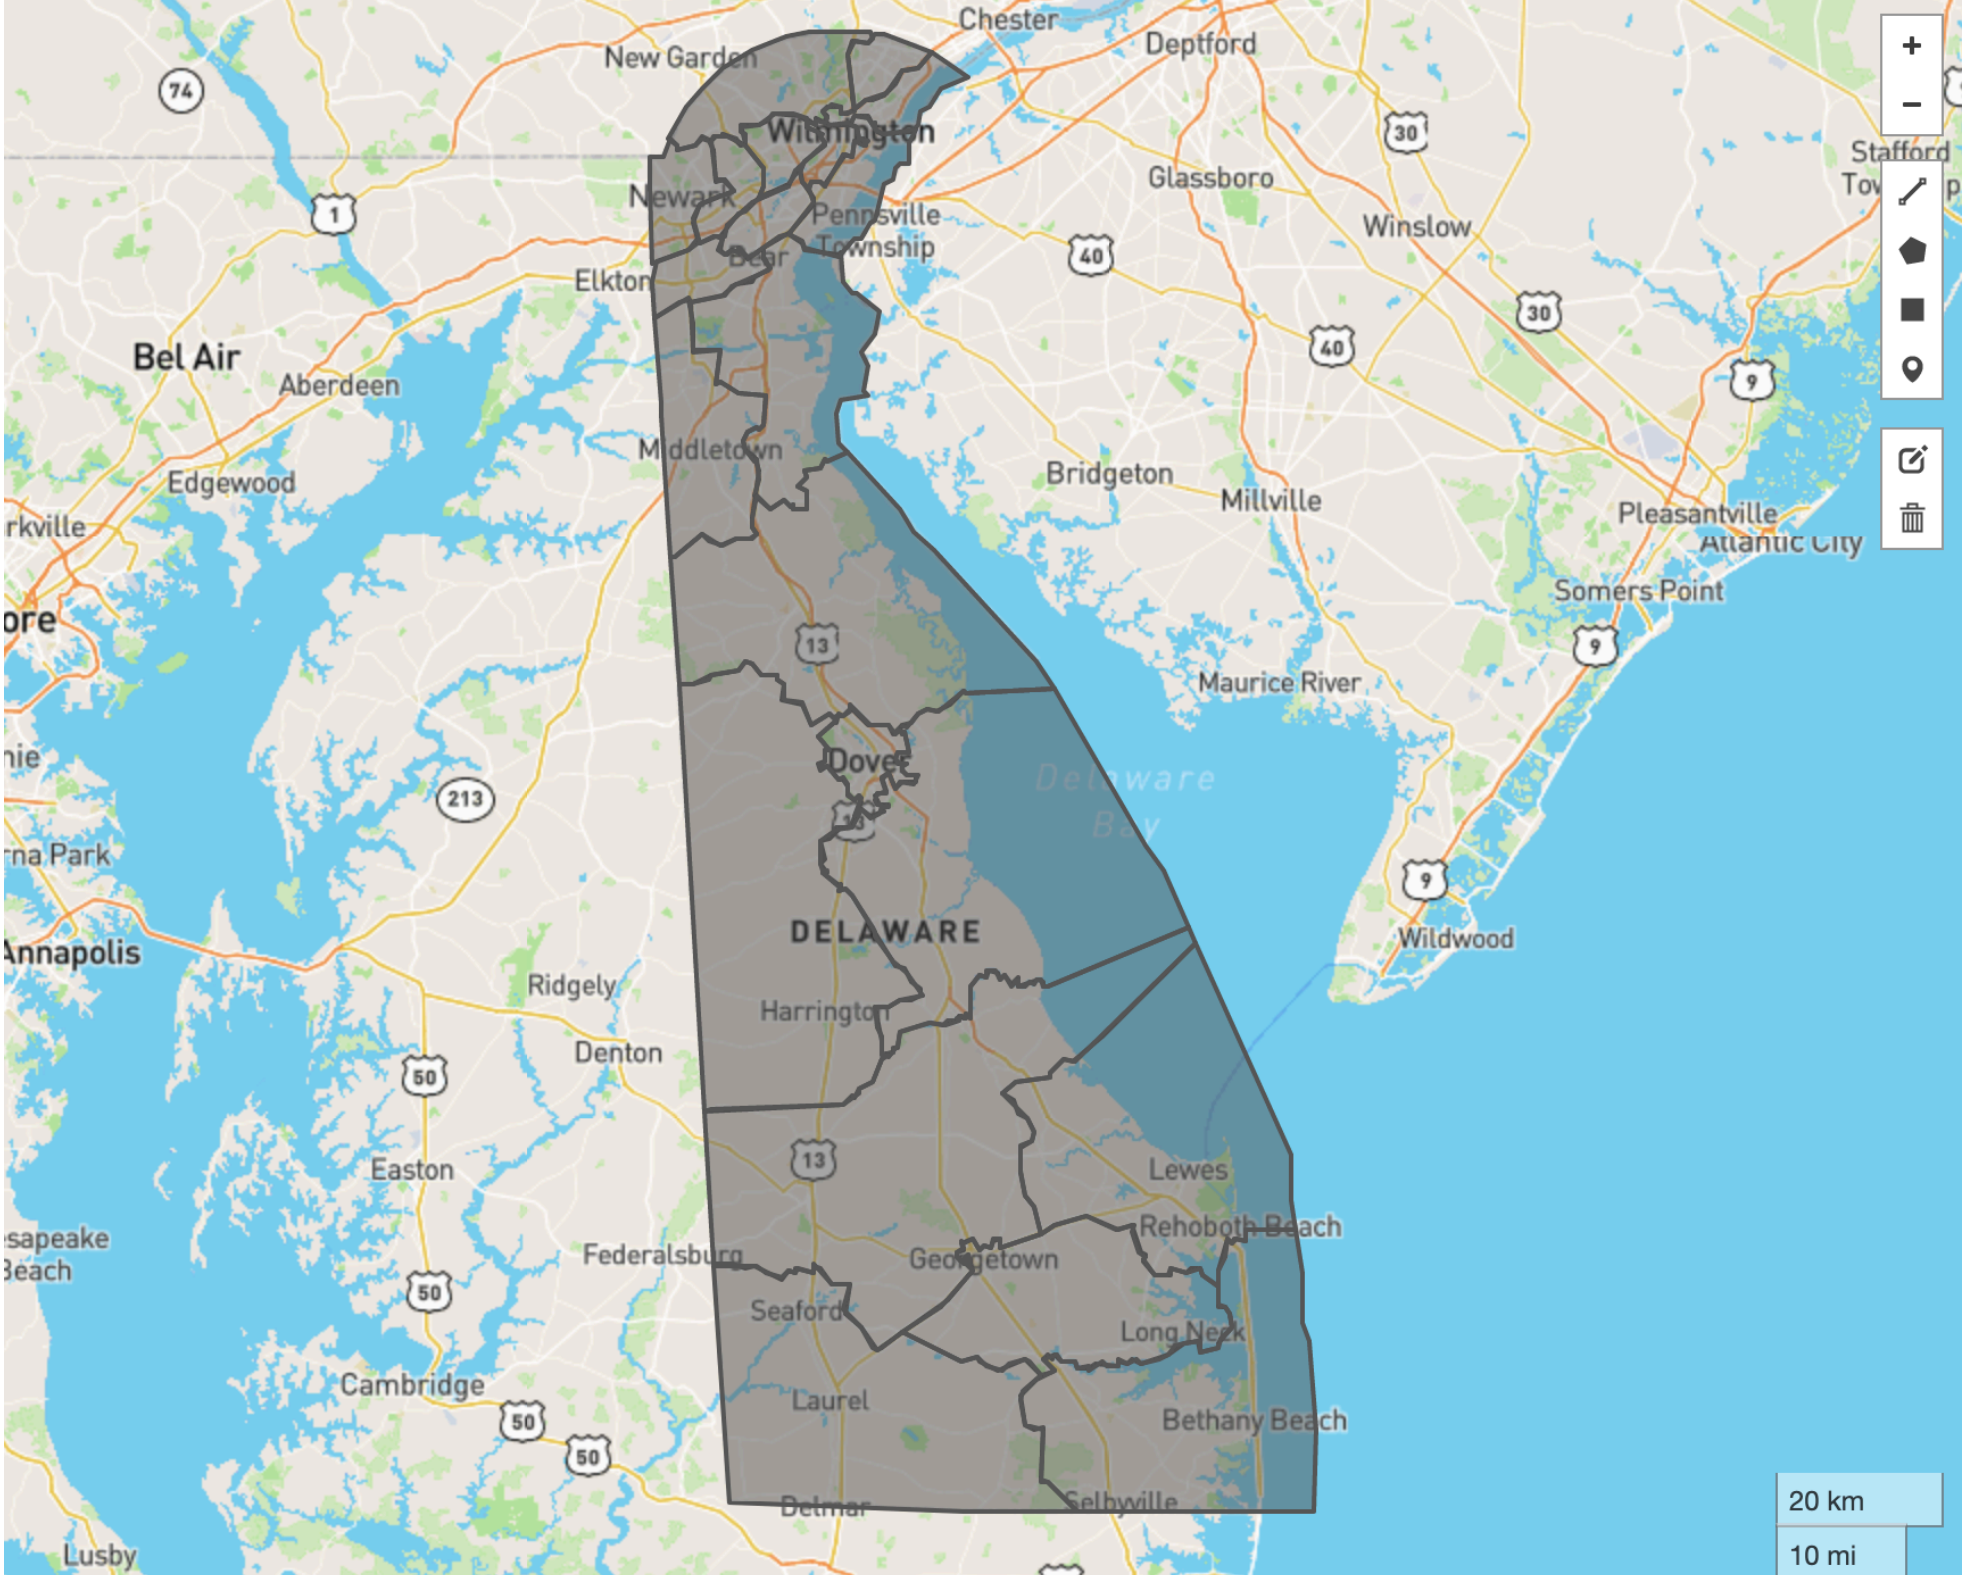 Chester
New Garden
Deptford
74
+
−
30
Wilmington
Stafford
Glassboro
Newark
1
Pennsville
Township
Winslow
40
Bear
Elkton
30
40
Bel Air
Aberdeen
9
Middletown
Edgewood
Bridgeton
Millville
Pleasantville
rkville
Atlantic City
Somers Point
ore
13
9
Maurice River
nie
Dover
Delaware
Bay
213
13
rna Park
9
DELAWARE
Wildwood
Annapolis
Ridgely
Harrington
Denton
50
13
Easton
Lewes
Rehoboth Beach
esapeake
Beach
Federalsburg
Georgetown
50
Seaford
Long Neck
Cambridge
Laurel
50
Bethany Beach
50
Delmar
Selbyville
20 km
Lusby
10 mi